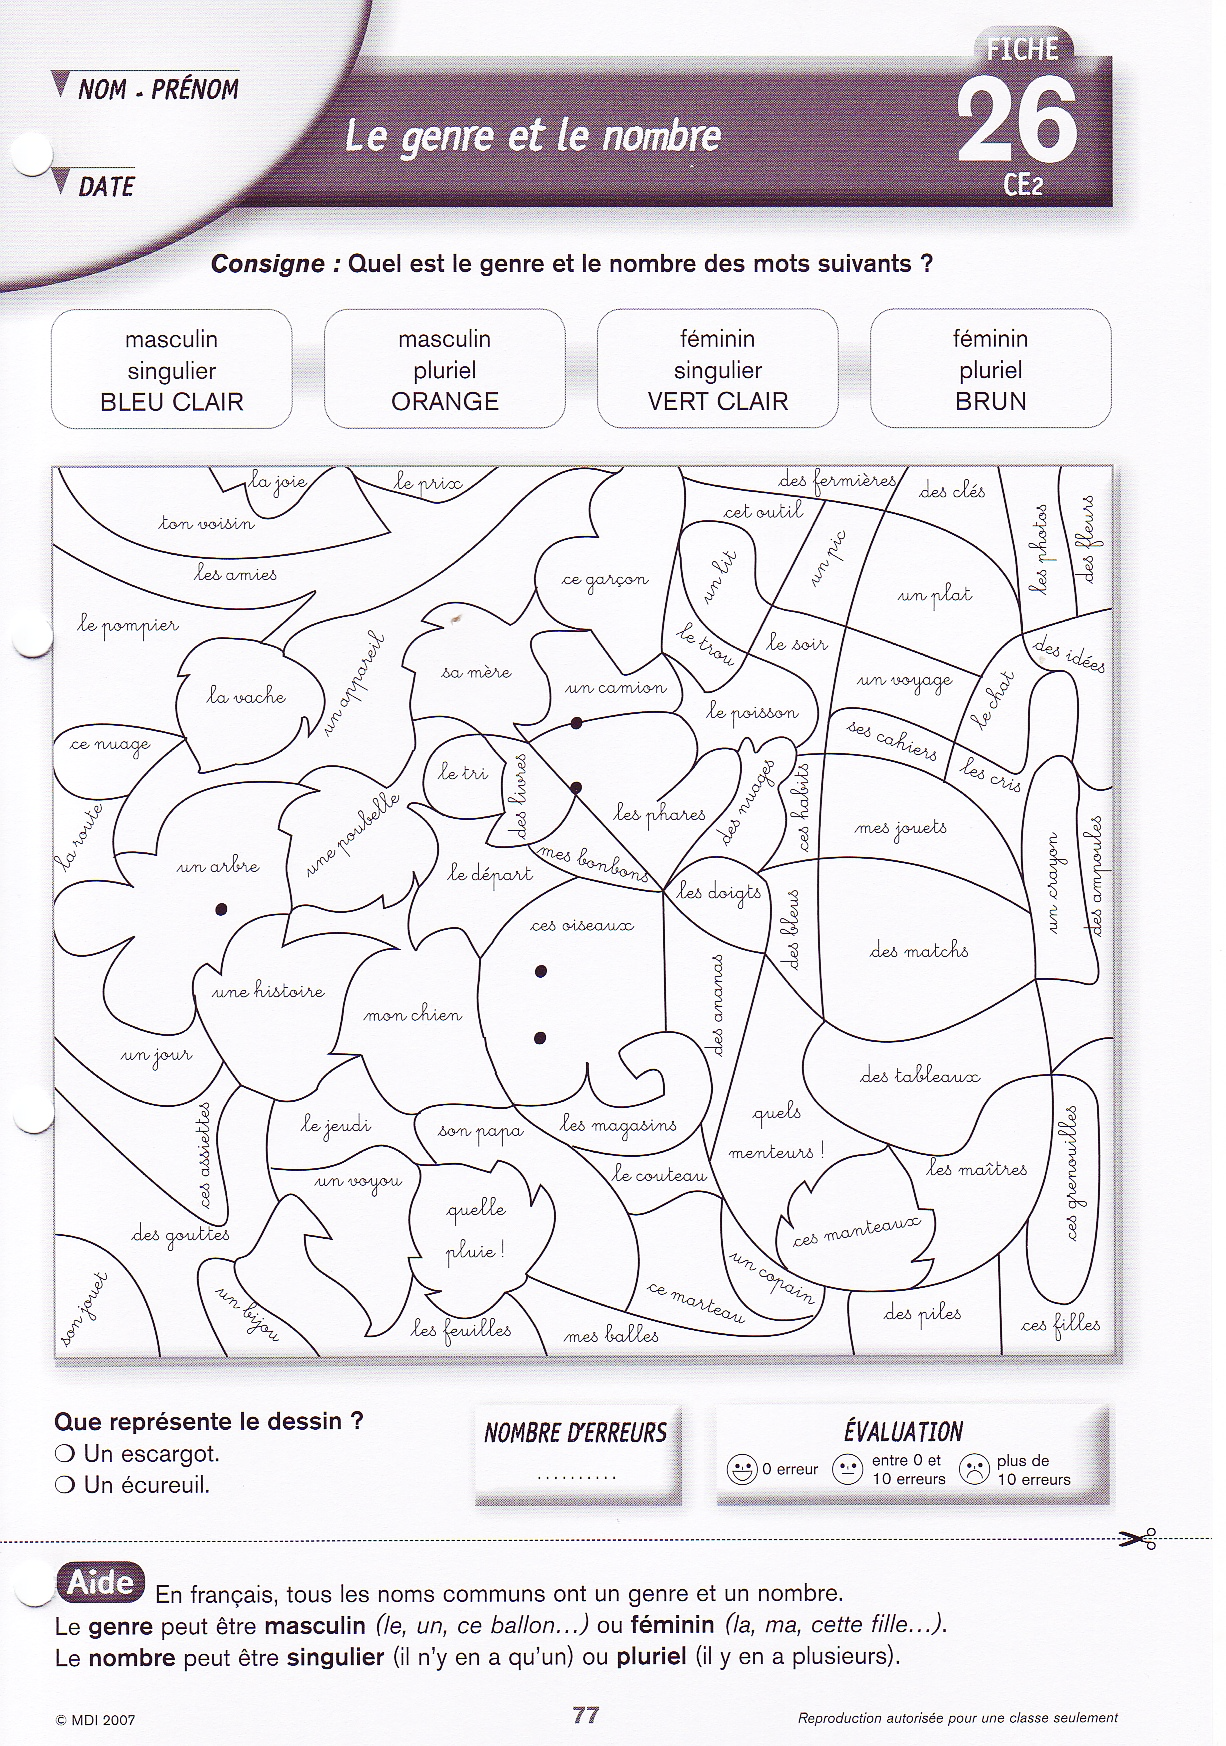 FICHE
NOM - PRÉNOM
26
Le genre et le nombre
DATE
CE2
Consigne : Quel est le genre et le nombre des mots suivants ?
masculin
singulier
BLEU CLAIR
masculin
pluriel
ORANGE
féminin
singulier
VERT CLAIR
féminin
pluriel
BRUN
la joie
le prix
des fermières
des clés
ton voisin
cet outil
les photos
des fleurs
les amies
ce garçon
un lit
un pic
un plat
le pompier
un appareil
sa mère
le trou
le soir
des idées
la vache
un camion
le poisson
un voyage
le chat
ce nuage
le tri
des livres
ses cahiers
les cris
la route
un arbre
une poubelle
les phares
des nuages
ces habits
mes jouets
le départ
mes bonbons
les doigts
un crayon
des ampoules
ces oiseaux
des bleus
des matchs
une histoire
mon chien
des ananas
un jour
des tableaux
ces assiettes
le jeudi
son papa
les magasins
quels
menteurs !
ces grenouilles
un voyou
le couteau
les maîtres
quelle
pluie !
des gouttes
ces manteaux
son jouet
un bijou
les feuilles
mes balles
ce marteau
un copain
des piles
ces filles
Que représente le dessin ?
Un escargot.
Un écureuil.
NOMBRE D'ERREURS
..........
ÉVALUATION
0 erreur
entre 0 et
10 erreurs
plus de
10 erreurs
Aide En français, tous les noms communs ont un genre et un nombre.
Le genre peut être masculin (le, un, ce ballon...) ou féminin (la, ma, cette fille...).
Le nombre peut être singulier (il n'y en a qu'un) ou pluriel (il y en a plusieurs).
© MDI 2007
77
Reproduction autorisée pour une classe seulement